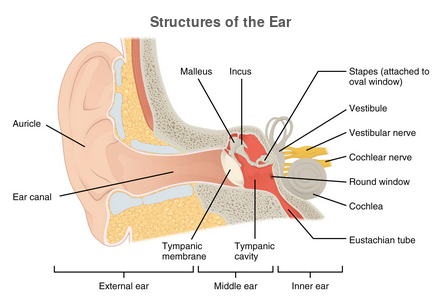 Structures of the Ear
Malleus
Incus
Stapes (attached to
oval window)
Vestibule
Vestibular nerve
Auricle
Cochlear nerve
Round window
Ear canal
Cochlea
Tympanic
membrane
Tympanic
cavity
Eustachian tube
External ear
Middle ear
Inner ear